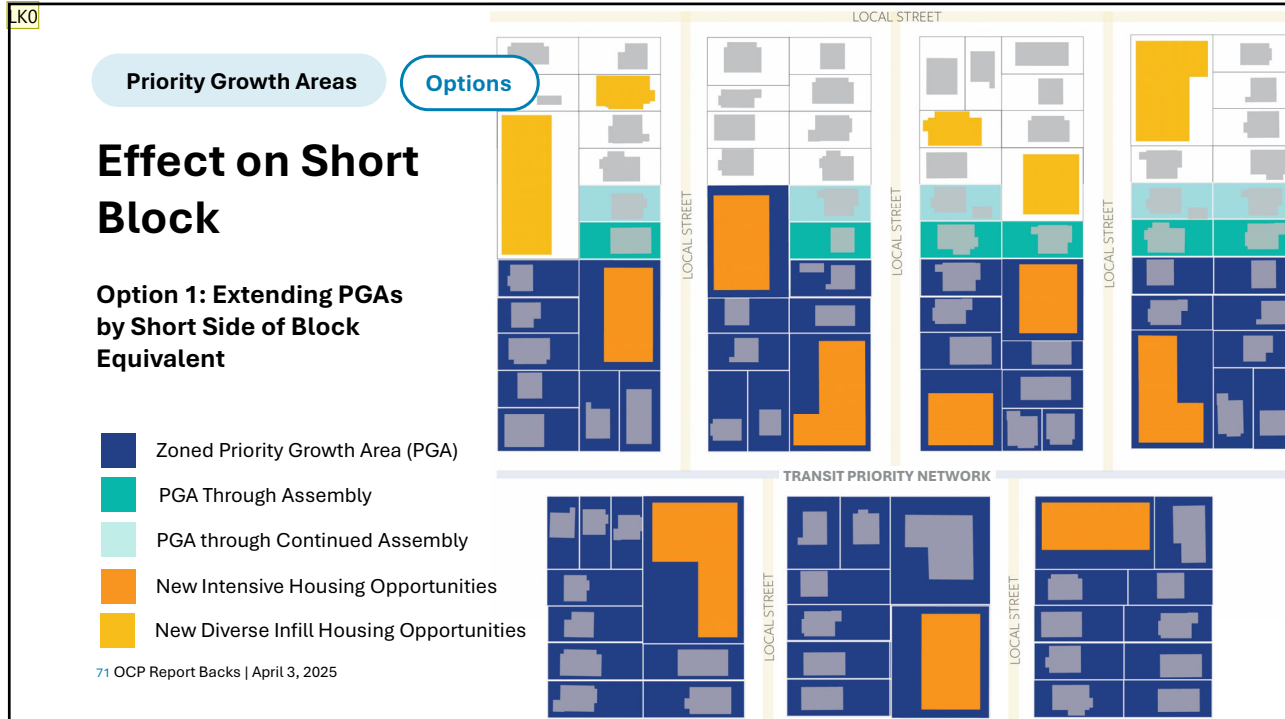 LK0
LOCAL STREET
Priority Growth Areas
Options
Effect on Short
Block
Option 1: Extending PGAs
by Short Side of Block
Equivalent
Zoned Priority Growth Area (PGA)
PGA Through Assembly
PGA through Continued Assembly
New Intensive Housing Opportunities
New Diverse Infill Housing Opportunities
71 OCP Report Backs | April 3, 2025
LOCAL STREET
LOCAL STREET
LOCAL STREET
TRANSIT PRIORITY NETWORK
LOCAL STREET
LOCAL STREET